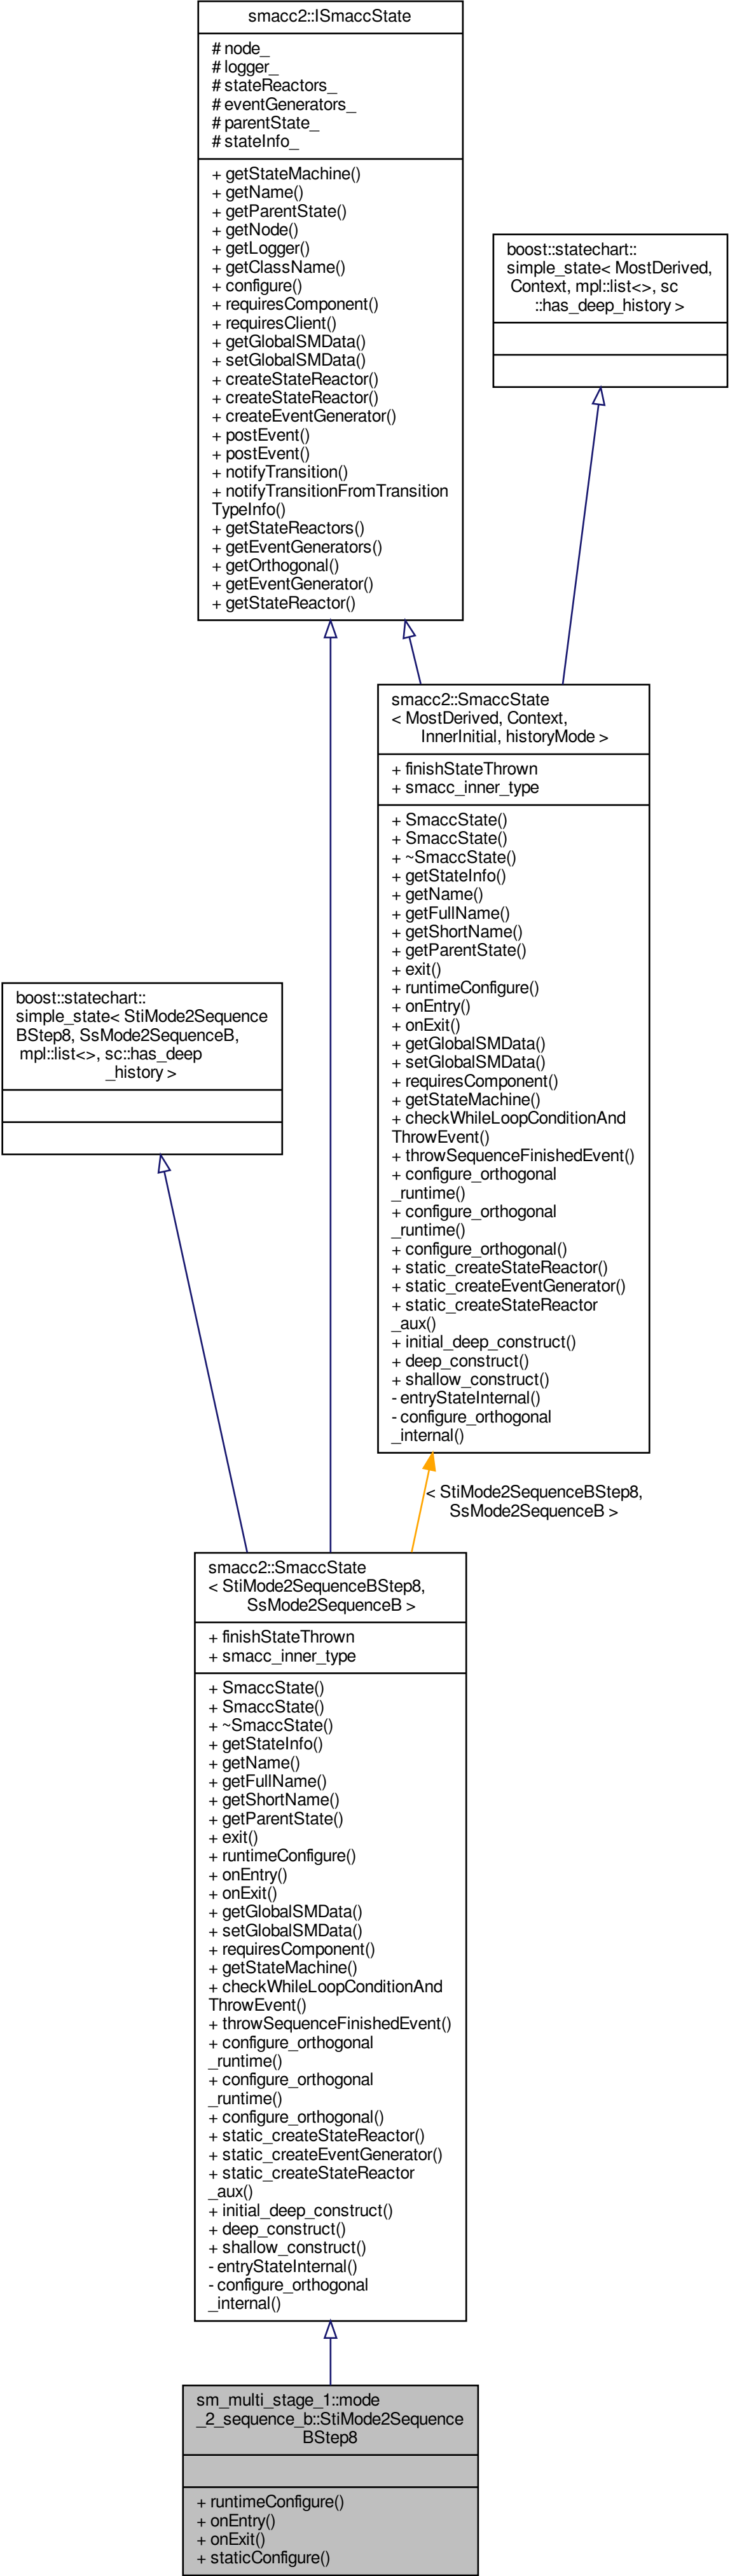 smacc2::ISmaccState
# node_
# logger_
# stateReactors_
# eventGenerators_
# parentState_
# stateInfo_
+ getStateMachine()
+ getName()
+ getParentState()
+ getNode()
+ getLogger()
+ getClassName()
+ configure()
+ requiresComponent()
+ requiresClient()
+ getGlobalSMData()
+ setGlobalSMData()
+ createStateReactor()
+ createStateReactor()
+ createEventGenerator()
+ postEvent()
+ postEvent()
+ notifyTransition()
+ notifyTransitionFromTransition
TypeInfo()
+ getStateReactors()
+ getEventGenerators()
+ getOrthogonal()
+ getEventGenerator()
+ getStateReactor()
boost::statechart::
simple_state< MostDerived,
Context, mpl::list<>, sc
::has_deep_history >
smacc2::SmaccState
< MostDerived, Context,
InnerInitial, historyMode >
+ finishStateThrown
+ smacc_inner_type
+ SmaccState()
+ SmaccState()
+ ~SmaccState()
+ getStateInfo()
+ getName()
+ getFullName()
+ getShortName()
+ getParentState()
+ exit()
+ runtimeConfigure()
+ onEntry()
+ onExit()
+ getGlobalSMData()
+ setGlobalSMData()
+ requiresComponent()
+ getStateMachine()
+ checkWhileLoopConditionAnd
ThrowEvent()
+ throwSequenceFinishedEvent()
+ configure_orthogonal
_runtime()
+ configure_orthogonal
_runtime()
+ configure_orthogonal()
+ static_createStateReactor()
+ static_createEventGenerator()
+ static_createStateReactor
_aux()
+ initial_deep_construct()
+ deep_construct()
+ shallow_construct()
- entryStateInternal()
- configure_orthogonal
_internal()
boost::statechart::
simple_state< StiMode2Sequence
BStep8, SsMode2SequenceB,
mpl::list<>, sc::has_deep
_history >
< StiMode2SequenceBStep8,
SsMode2SequenceB >
smacc2::SmaccState
< StiMode2SequenceBStep8,
SsMode2SequenceB >
+ finishStateThrown
+ smacc_inner_type
+ SmaccState()
+ SmaccState()
+ ~SmaccState()
+ getStateInfo()
+ getName()
+ getFullName()
+ getShortName()
+ getParentState()
+ exit()
+ runtimeConfigure()
+ onEntry()
+ onExit()
+ getGlobalSMData()
+ setGlobalSMData()
+ requiresComponent()
+ getStateMachine()
+ checkWhileLoopConditionAnd
ThrowEvent()
+ throwSequenceFinishedEvent()
+ configure_orthogonal
_runtime()
+ configure_orthogonal
_runtime()
+ configure_orthogonal()
+ static_createStateReactor()
+ static_createEventGenerator()
+ static_createStateReactor
_aux()
+ initial_deep_construct()
+ deep_construct()
+ shallow_construct()
- entryStateInternal()
- configure_orthogonal
_internal()
sm_multi_stage_1::mode
_2_sequence_b::StiMode2Sequence
BStep8
+ runtimeConfigure()
+ onEntry()
+ onExit()
+ staticConfigure()